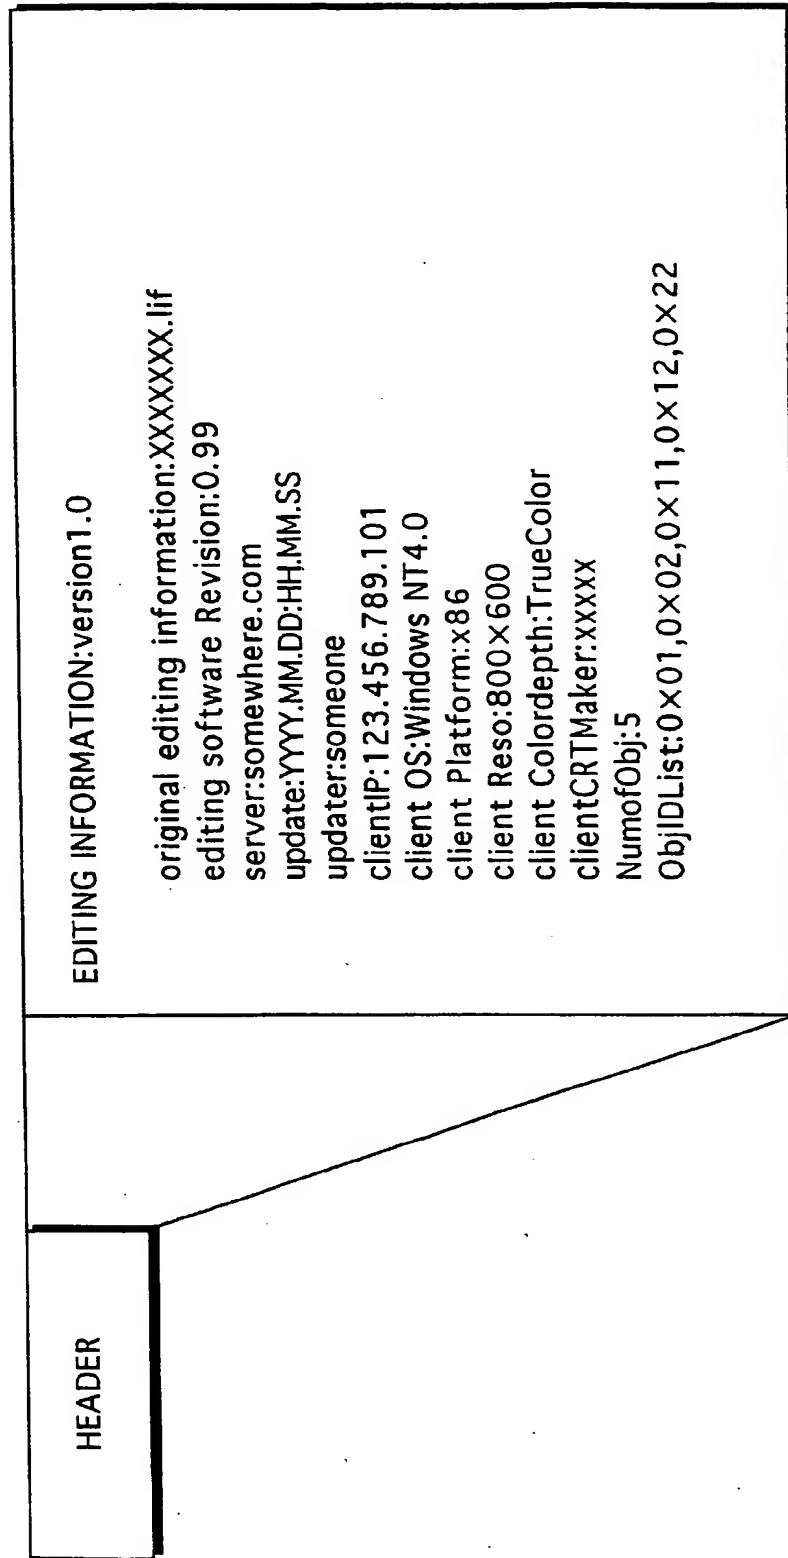 HEADER
EDITING INFORMATION:version1.0
original editing information:XXXXXXX.lif
editing software Revision:0.99
server:somewhere.com
update:YYYY.MM.DD:HH.MM.SS
updater:someone
clientIP:123.456.789.101
client OS:Windows NT4.0
client Platform:x86
client Reso:800×600
client Colordepth:TrueColor
clientCRTMaker:xxxxx
NumofObj:5
ObjIDList:0×01,0×02,0×11,0×12,0×22